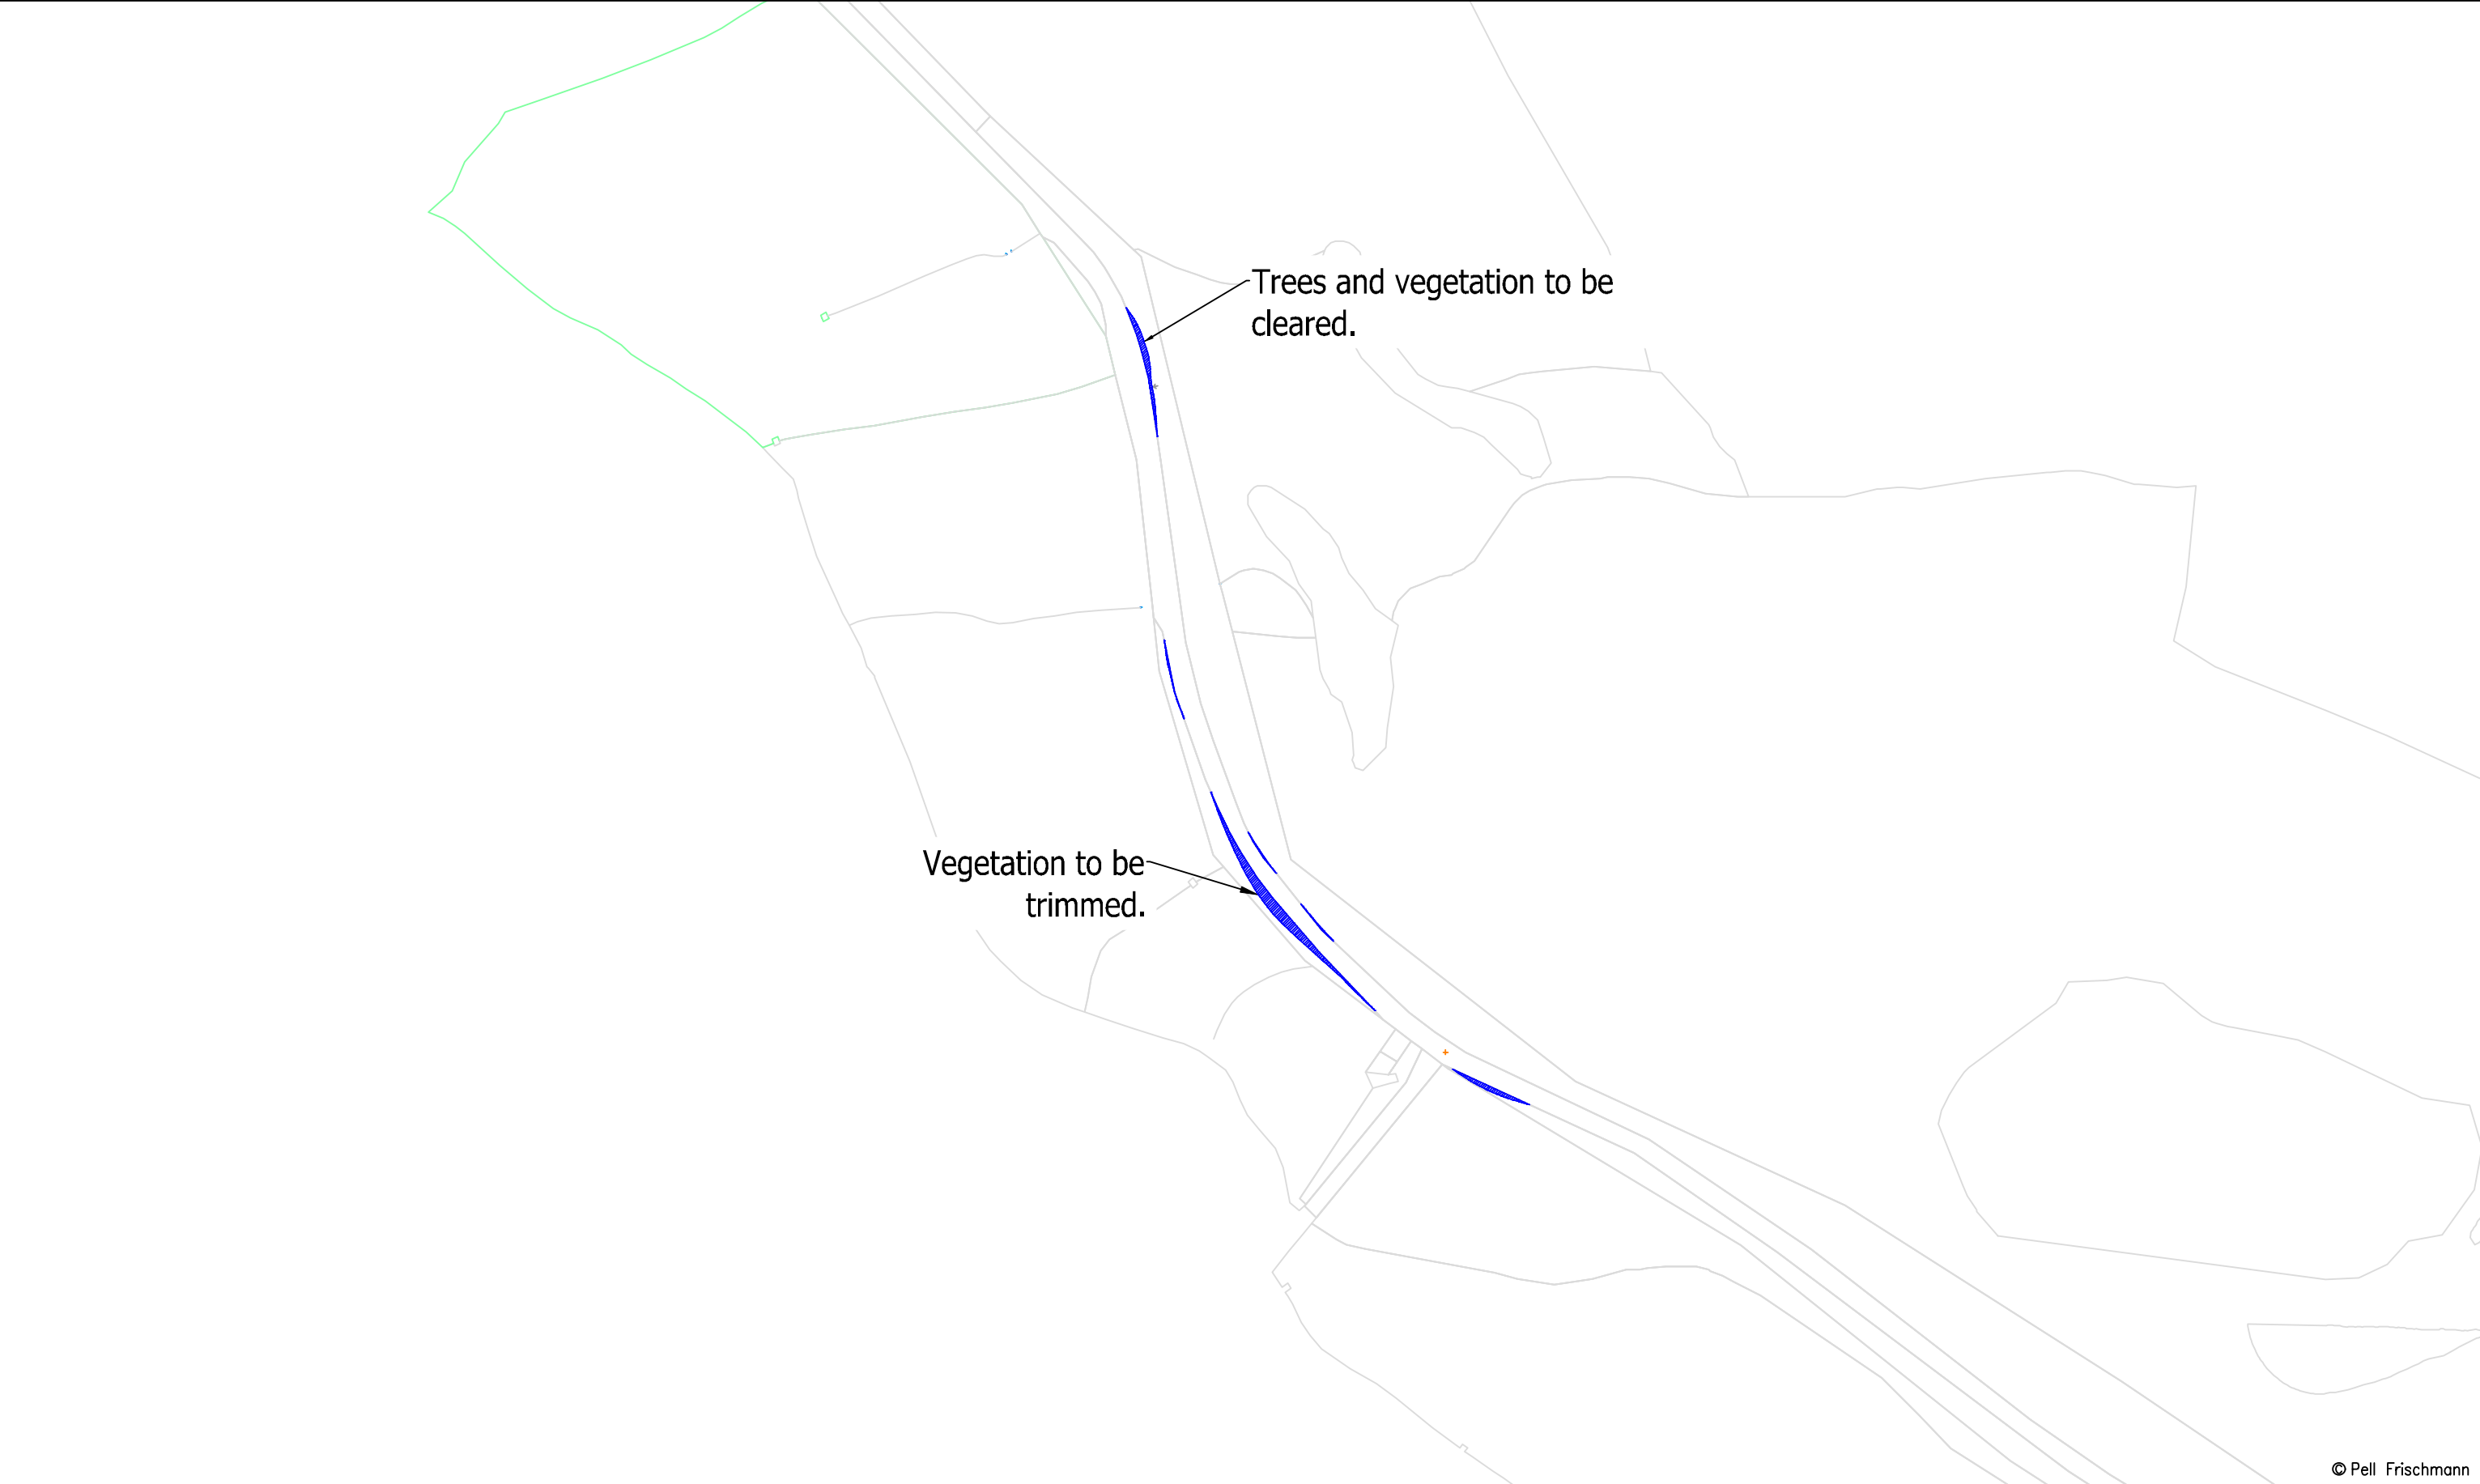 Trees and vegetation to be
cleared.
Vegetation to be
trimmed.
© Pell Frischmann